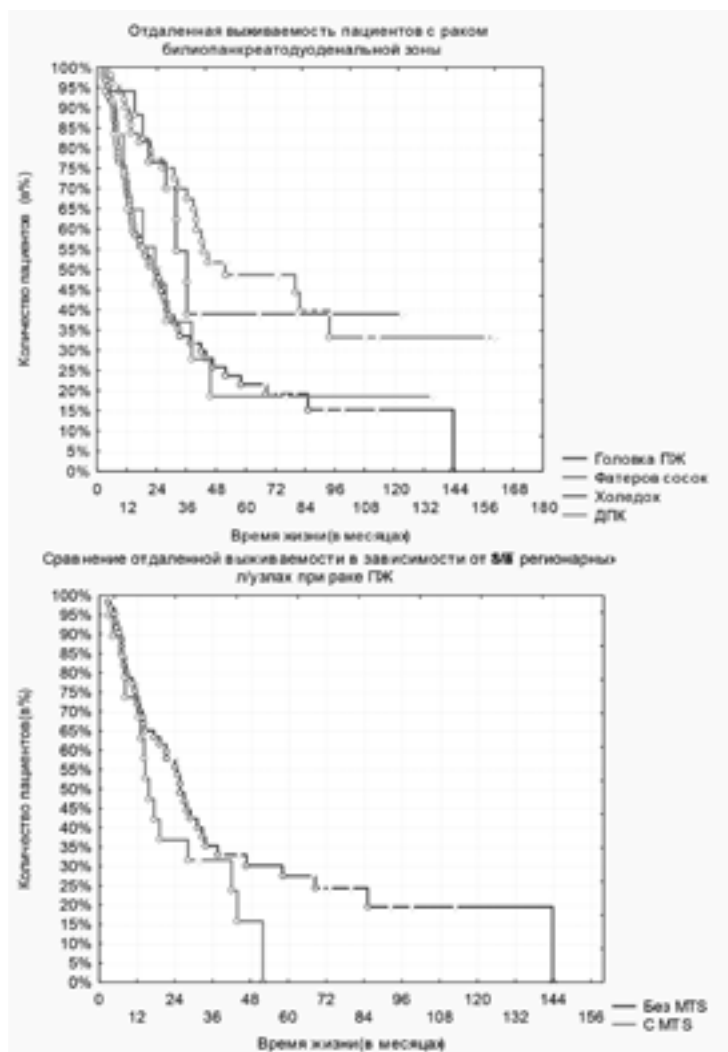 Отдаленная выживаемость пациентов с раком
билиопанкреатодуоденальной зоны
Количество пациентов (в%)
100%
95%
90%
85%
80%
75%
70%
65%
60%
55%
50%
45%
40%
35%
30%
25%
20%
15%
10%
5%
0%
0 24 48 72 96 120 144 168
12 36 60 84 108 132 156 180
Время жизни(в месяцах)
Головка ПЖ
Фатеров сосок
Холедох
ДПК
Сравнение отдаленной выживаемости в зависимости от регионарных
л/узлах при раке ПЖ
Количество пациентов(в%)
100%
95%
90%
85%
80%
75%
70%
65%
60%
55%
50%
45%
40%
35%
30%
25%
20%
15%
10%
5%
0%
0 24 48 72 96 120 144
12 36 60 84 108 132 156
Время жизни(в месяцах)
Без MTS
С MTS